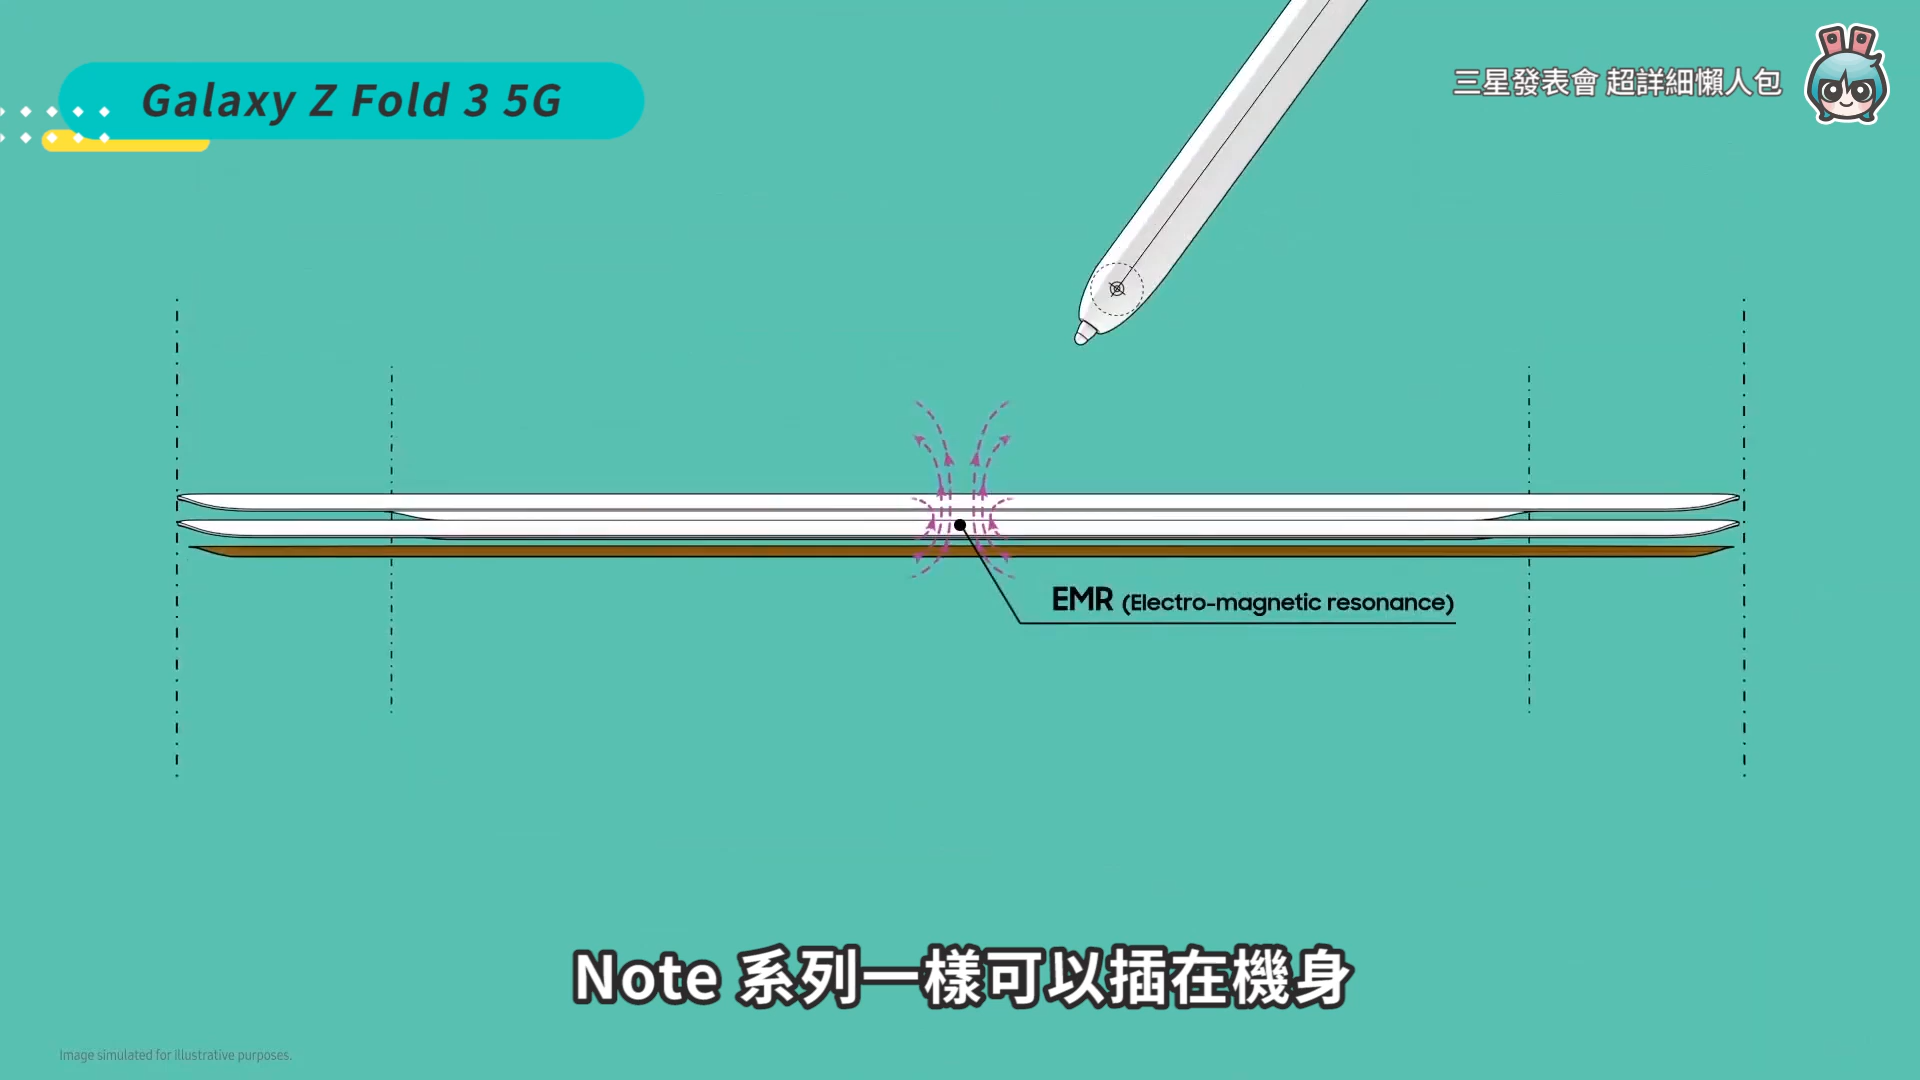 Galaxy Z Fold 3 5G
三星發表會 超詳細懶人包
EMR (Electro-magnetic resonance)
Note 系列一樣可以插在機身
Image simulated for illustrative purposes.